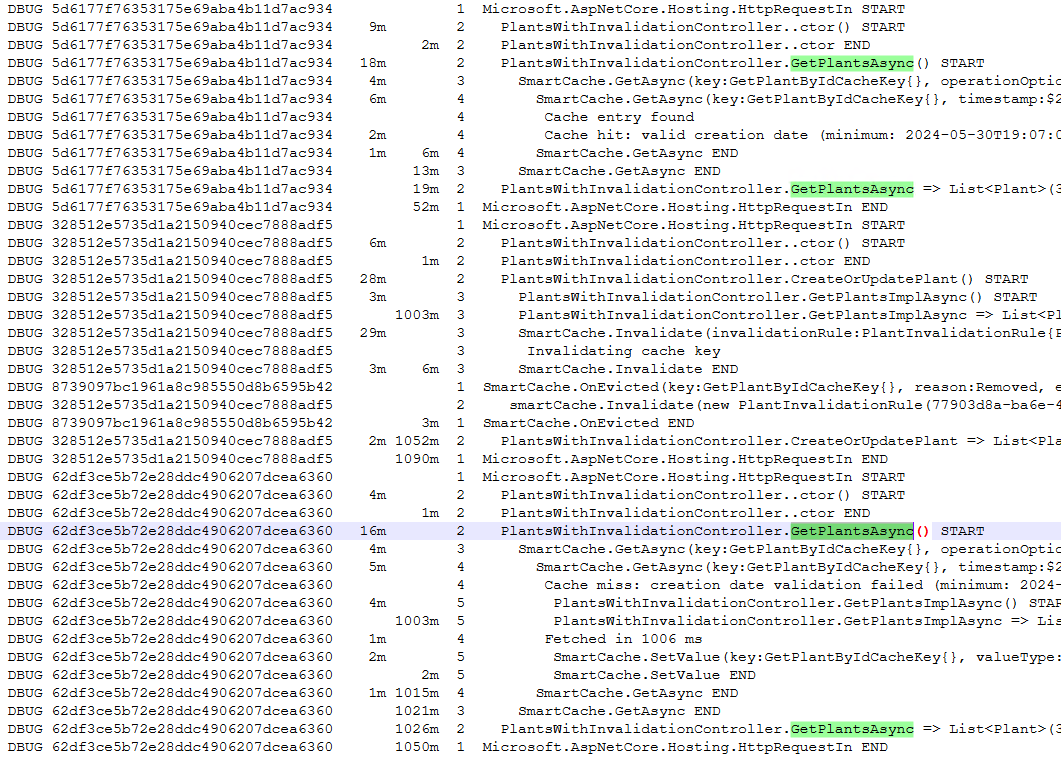 DBUG 5d6177f76353175e69aba4b11d7ac934 1 Microsoft.AspNetCore.Hosting.HttpRequestIn START
DBUG 5d6177f76353175e69aba4b11d7ac934 9m 2 PlantsWithInvalidationController..ctor() START
DBUG 5d6177f76353175e69aba4b11d7ac934 2m 2 PlantsWithInvalidationController..ctor END
DBUG 5d6177f76353175e69aba4b11d7ac934 18m 2 PlantsWithInvalidationController.GetPlantsAsync() START
DBUG 5d6177f76353175e69aba4b11d7ac934 4m 3 SmartCache.GetAsync(key:GetPlantByIdCacheKey{}, operationOptio
DBUG 5d6177f76353175e69aba4b11d7ac934 6m 4 SmartCache.GetAsync(key:GetPlantByIdCacheKey{}, timestamp:$2
DBUG 5d6177f76353175e69aba4b11d7ac934 4 Cache entry found
DBUG 5d6177f76353175e69aba4b11d7ac934 2m 4 Cache hit: valid creation date (minimum: 2024-05-30T19:07:0
DBUG 5d6177f76353175e69aba4b11d7ac934 1m 6m 4 SmartCache.GetAsync END
DBUG 5d6177f76353175e69aba4b11d7ac934 13m 3 SmartCache.GetAsync END
DBUG 5d6177f76353175e69aba4b11d7ac934 19m 2 PlantsWithInvalidationController.GetPlantsAsync => List<Plant>(3
DBUG 5d6177f76353175e69aba4b11d7ac934 52m 1 Microsoft.AspNetCore.Hosting.HttpRequestIn END
DBUG 328512e5735d1a2150940cec7888adf5 1 Microsoft.AspNetCore.Hosting.HttpRequestIn START
DBUG 328512e5735d1a2150940cec7888adf5 6m 2 PlantsWithInvalidationController..ctor() START
DBUG 328512e5735d1a2150940cec7888adf5 1m 2 PlantsWithInvalidationController..ctor END
DBUG 328512e5735d1a2150940cec7888adf5 28m 2 PlantsWithInvalidationController.CreateOrUpdatePlant() START
DBUG 328512e5735d1a2150940cec7888adf5 3m 3 PlantsWithInvalidationController.GetPlantsImplAsync() START
DBUG 328512e5735d1a2150940cec7888adf5 1003m 3 PlantsWithInvalidationController.GetPlantsImplAsync => List<Pl
DBUG 328512e5735d1a2150940cec7888adf5 29m 3 SmartCache.Invalidate(invalidationRule:PlantInvalidationRule{P
DBUG 328512e5735d1a2150940cec7888adf5 3 Invalidating cache key
DBUG 328512e5735d1a2150940cec7888adf5 3m 6m 3 SmartCache.Invalidate END
DBUG 8739097bc1961a8c985550d8b6595b42 1 SmartCache.OnEvicted(key:GetPlantByIdCacheKey{}, reason:Removed, e
DBUG 328512e5735d1a2150940cec7888adf5 2 smartCache.Invalidate(new PlantInvalidationRule(77903d8a-ba6e-4
DBUG 8739097bc1961a8c985550d8b6595b42 3m 1 SmartCache.OnEvicted END
DBUG 328512e5735d1a2150940cec7888adf5 2m 1052m 2 PlantsWithInvalidationController.CreateOrUpdatePlant => List<Pla
DBUG 328512e5735d1a2150940cec7888adf5 1090m 1 Microsoft.AspNetCore.Hosting.HttpRequestIn END
DBUG 62df3ce5b72e28ddc4906207dcea6360 1 Microsoft.AspNetCore.Hosting.HttpRequestIn START
DBUG 62df3ce5b72e28ddc4906207dcea6360 4m 2 PlantsWithInvalidationController..ctor() START
DBUG 62df3ce5b72e28ddc4906207dcea6360 1m 2 PlantsWithInvalidationController..ctor END
DBUG 62df3ce5b72e28ddc4906207dcea6360 16m 2 PlantsWithInvalidationController.GetPlantsAsync() START
DBUG 62df3ce5b72e28ddc4906207dcea6360 4m 3 SmartCache.GetAsync(key:GetPlantByIdCacheKey{}, operationOptio
DBUG 62df3ce5b72e28ddc4906207dcea6360 5m 4 SmartCache.GetAsync(key:GetPlantByIdCacheKey{}, timestamp:$2
DBUG 62df3ce5b72e28ddc4906207dcea6360 4 Cache miss: creation date validation failed (minimum: 2024-
DBUG 62df3ce5b72e28ddc4906207dcea6360 4m 5 PlantsWithInvalidationController.GetPlantsImplAsync() STAR
DBUG 62df3ce5b72e28ddc4906207dcea6360 1003m 5 PlantsWithInvalidationController.GetPlantsImplAsync => Lis
DBUG 62df3ce5b72e28ddc4906207dcea6360 1m 4 Fetched in 1006 ms
DBUG 62df3ce5b72e28ddc4906207dcea6360 2m 5 SmartCache.SetValue(key:GetPlantByIdCacheKey{}, valueType:
DBUG 62df3ce5b72e28ddc4906207dcea6360 2m 5 SmartCache.SetValue END
DBUG 62df3ce5b72e28ddc4906207dcea6360 1m 1015m 4 SmartCache.GetAsync END
DBUG 62df3ce5b72e28ddc4906207dcea6360 1021m 3 SmartCache.GetAsync END
DBUG 62df3ce5b72e28ddc4906207dcea6360 1026m 2 PlantsWithInvalidationController.GetPlantsAsync => List<Plant>(3
DBUG 62df3ce5b72e28ddc4906207dcea6360 1050m 1 Microsoft.AspNetCore.Hosting.HttpRequestIn END